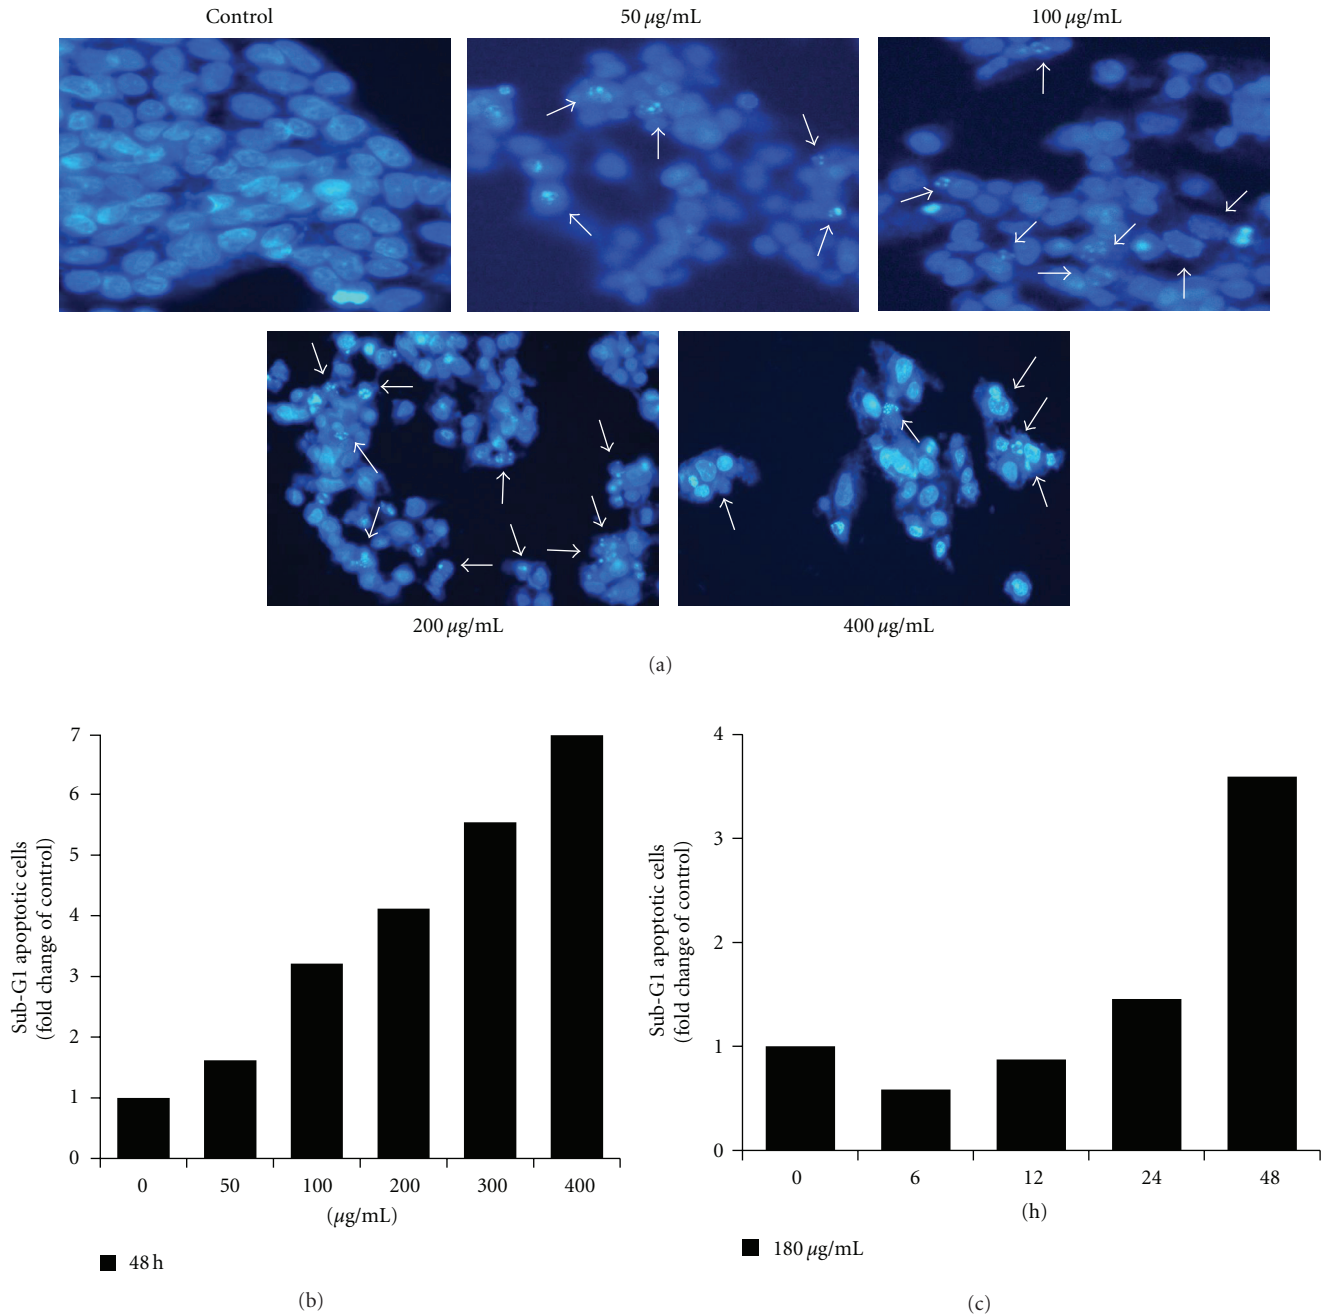 Control
50 µg/mL
100 µg/mL
200 µg/mL
400 µg/mL
(a)
Sub-G1 apoptotic cells
(fold change of control)
7
6
5
4
3
2
1
0
0
50
100
200
300
400
(µg/mL)
48 h
(b)
Sub-G1 apoptotic cells
(fold change of control)
4
3
2
1
0
0
6
12
24
48
(h)
180 µg/mL
(c)